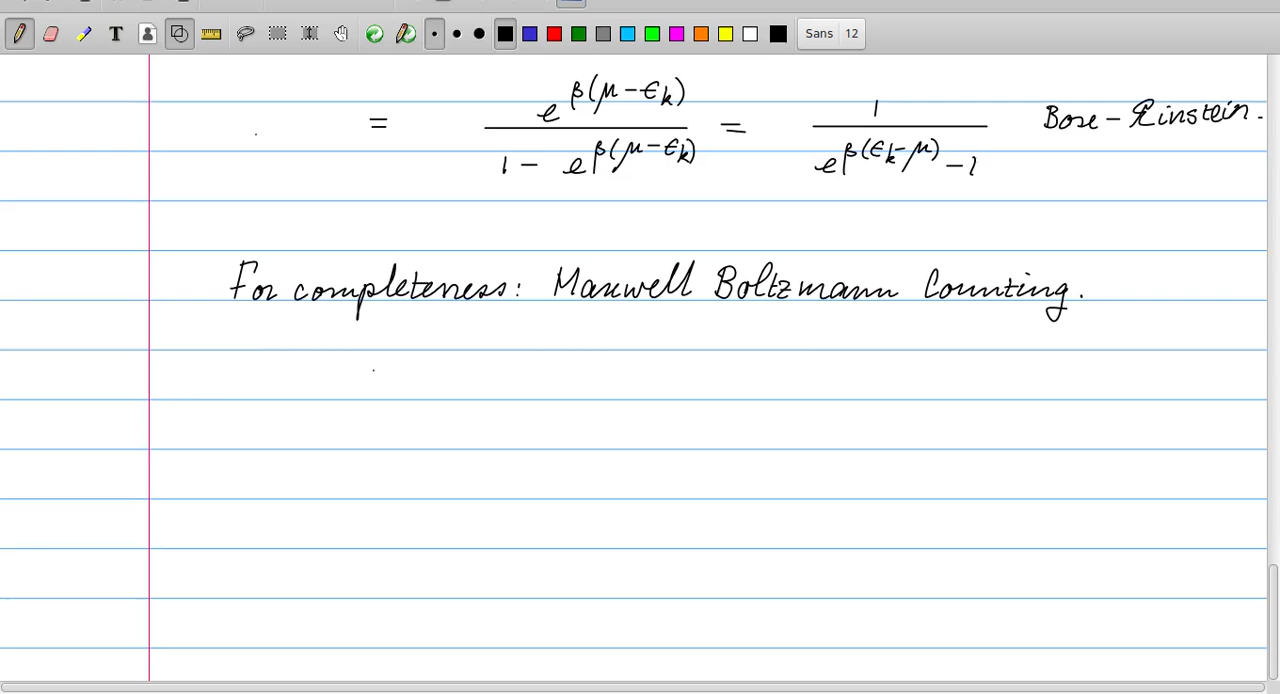 T Sans 12
= e^{β(μ-ϵ_k)} / 1 - e^{β(μ-ϵ_k)} = 1 / e^{β(ϵ_k-μ)} - 1 Bose - Einstein.
For completeness: Maxwell Boltzmann Counting.